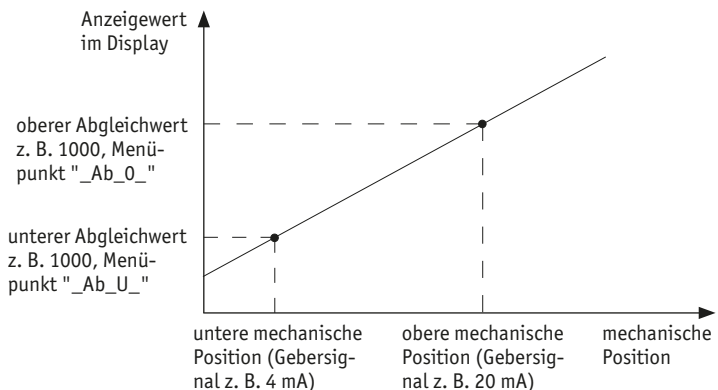 Anzeigewert
im Display
oberer Abgleichwert
z. B. 1000, Menü-
punkt "_Ab_0_"
unterer Abgleichwert
z. B. 1000, Menü-
punkt "_Ab_U_"
untere mechanische
Position (Gebersig-
nal z. B. 4 mA)
obere mechanische
Position (Gebersig-
nal z. B. 20 mA)
mechanische
Position